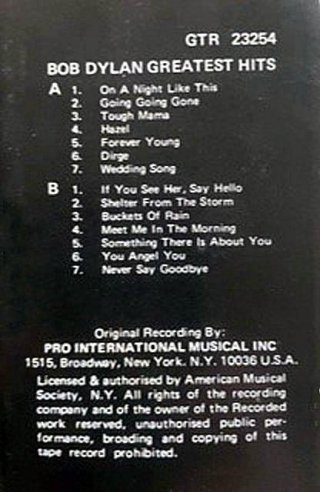 GTR 23254
BOB DYLAN GREATEST HITS
A 1. On A Night Like This
2. Going Going Gone
3. Tough Mama
4. Hazel
5. Forever Young
6. Dirge
7. Wedding Song
B 1. If You See Her, Say Hello
2. Shelter From The Storm
3. Buckets Of Rain
4. Meet Me In The Morning
5. Something There Is About You
6. You Angel You
7. Never Say Goodbye
Original Recording By:
PRO INTERNATIONAL MUSICAL INC
1515, Broadway, New York. N.Y. 10036 U.S.A.
Licensed & authorised by American Musical
Society, N.Y. All rights of the recording
company and of the owner of the Recorded
work reserved, unauthorised public per-
formance, broading and copying of this
tape record prohibited.